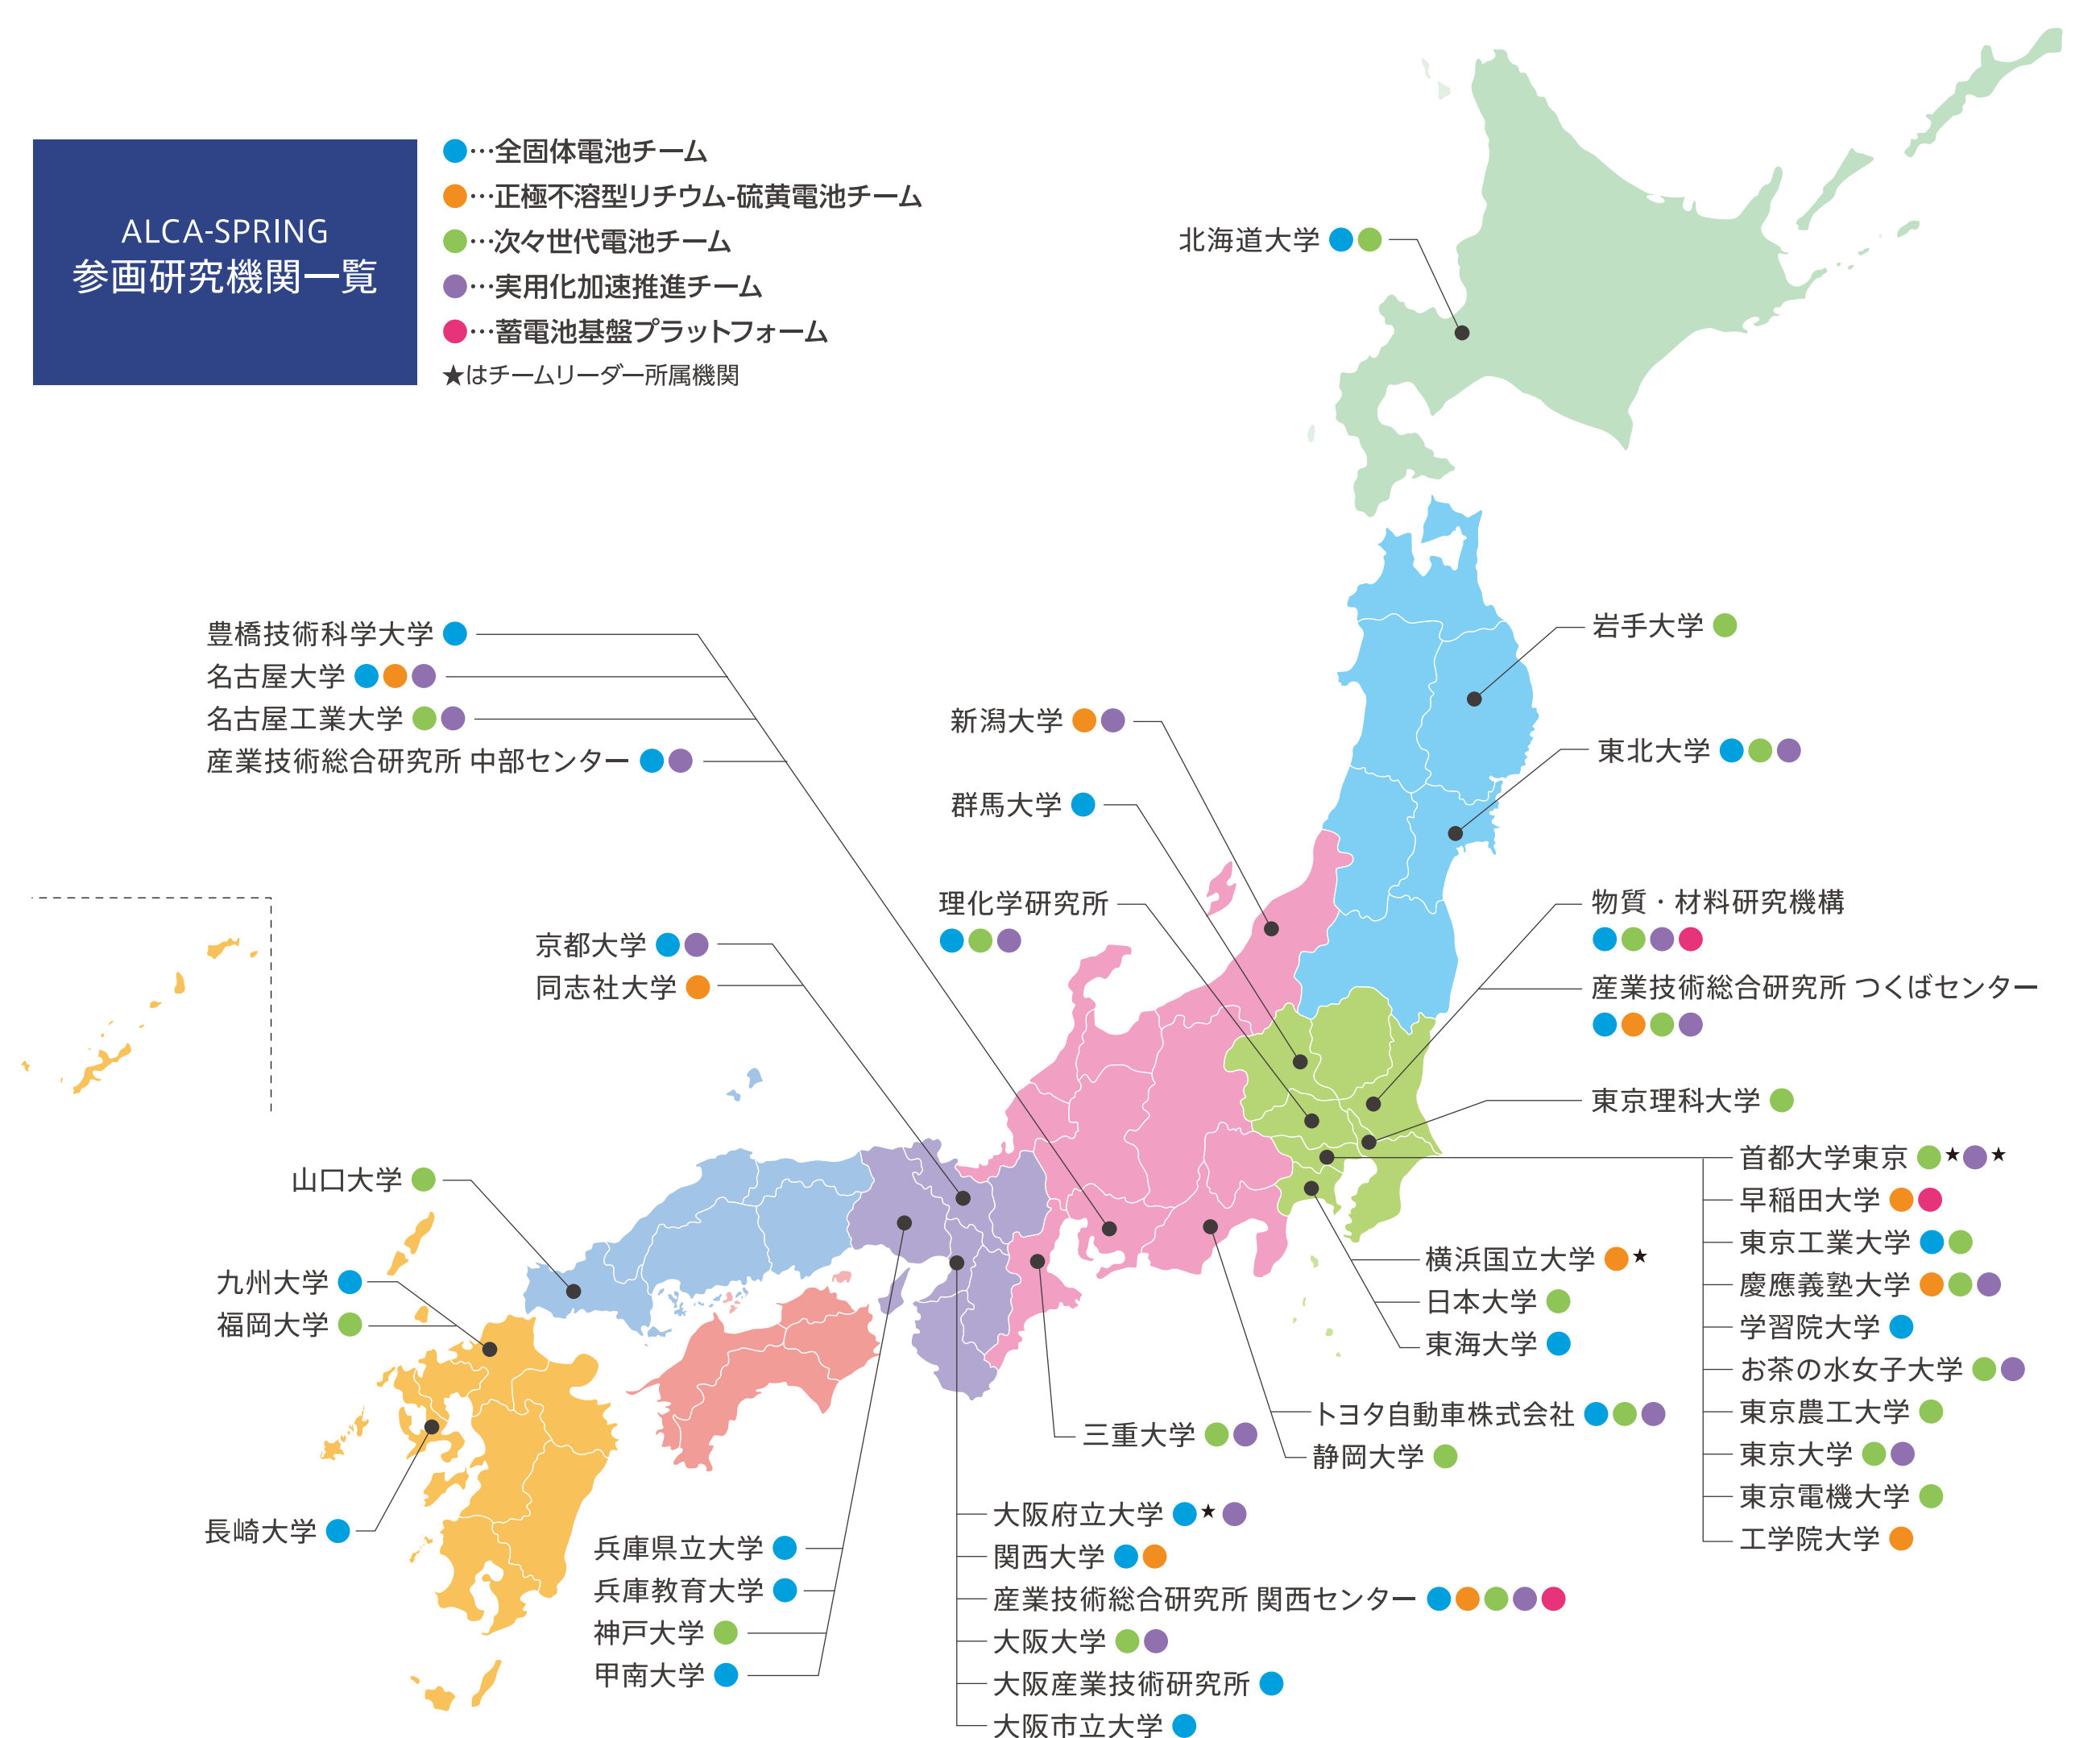 ALCA-SPRING
参画研究機関一覧
…全固体電池チーム
…正極不溶型リチウム-硫黄電池チーム
…次々世代電池チーム
…実用化加速推進チーム
…蓄電池基盤プラットフォーム
★はチームリーダー所属機関
北海道大学
岩手大学
東北大学
豊橋技術科学大学
名古屋大学
名古屋工業大学
産業技術総合研究所 中部センター
新潟大学
群馬大学
理化学研究所
京都大学
同志社大学
物質・材料研究機構
産業技術総合研究所 つくばセンター
東京理科大学
首都大学東京 ★ ★
早稲田大学
東京工業大学
慶應義塾大学
学習院大学
お茶の水女子大学
東京農工大学
東京大学
東京電機大学
工学院大学
横浜国立大学 ★
日本大学
東海大学
トヨタ自動車株式会社
静岡大学
三重大学
山口大学
九州大学
福岡大学
長崎大学
兵庫県立大学
兵庫教育大学
神戸大学
甲南大学
大阪府立大学 ★
関西大学
産業技術総合研究所 関西センター
大阪大学
大阪産業技術研究所
大阪市立大学